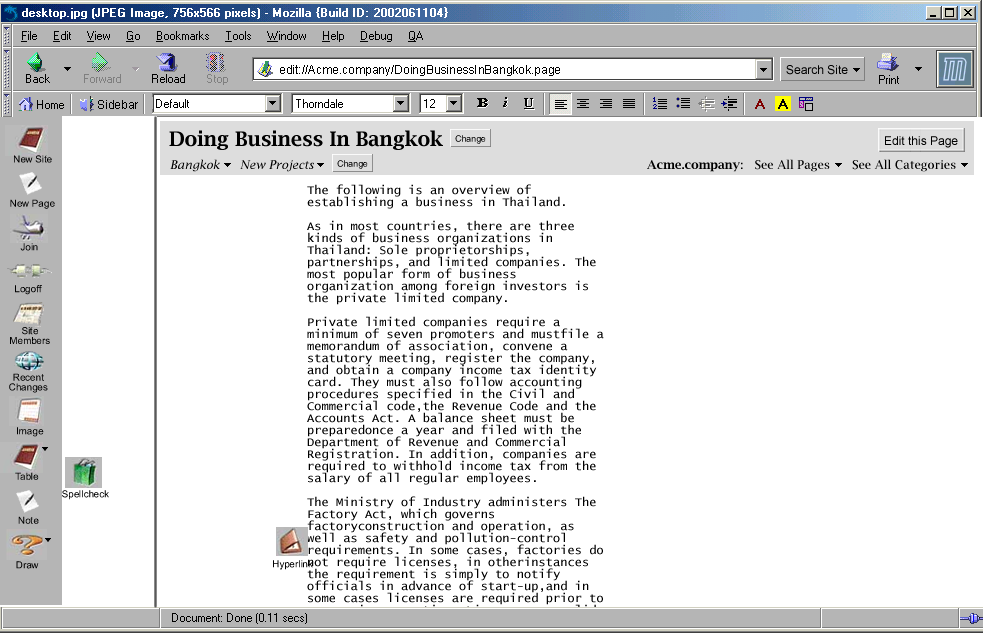 desktop.jpg (JPEG Image, 756x566 pixels) - Mozilla {Build ID: 2002061104}
File Edit View Go Bookmarks Tools Window Help Debug QA
Back Forward Reload Stop edit://Acme.company/DoingBusinessInBangkok.page Search Site Print
Home Sidebar Default Thorndale 12 B i U A A
Doing Business In Bangkok Change Edit this Page
Bangkok New Projects Change Acme.company: See All Pages See All Categories
New Site
New Page
Join
Logoff
Site
Members
Recent
Changes
Image
Table
Note
Draw
Spellcheck
Hyperlink
The following is an overview of
establishing a business in Thailand.
As in most countries, there are three
kinds of business organizations in
Thailand: Sole proprietorships,
partnerships, and limited companies. The
most popular form of business
organization among foreign investors is
the private limited company.
Private limited companies require a
minimum of seven promoters and mustfile a
memorandum of association, convene a
statutory meeting, register the company,
and obtain a company income tax identity
card. They must also follow accounting
procedures specified in the Civil and
Commercial code,the Revenue Code and the
Accounts Act. A balance sheet must be
preparedonce a year and filed with the
Department of Revenue and Commercial
Registration. In addition, companies are
required to withhold income tax from the
salary of all regular employees.
The Ministry of Industry administers The
Factory Act, which governs
factoryconstruction and operation, as
well as safety and pollution-control
requirements. In some cases, factories do
not require licenses, in otherinstances
the requirement is simply to notify
officials in advance of start-up,and in
some cases licenses are required prior to
Document: Done (0.11 secs)